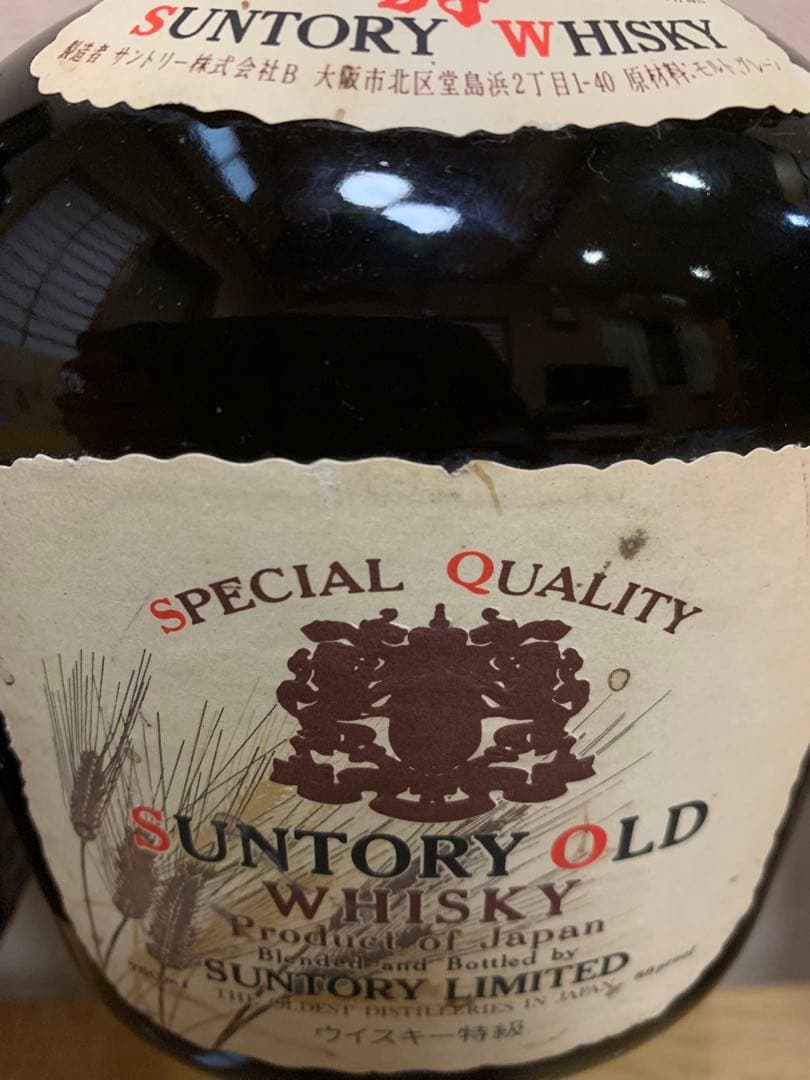 SUNTORY WHISKY
製造者 サントリー株式会社B 大阪市北区堂島浜2丁目1-40 原材料:モルト、グレーン
SPECIAL QUALITY
SUNTORY OLD
WHISKY
Product of Japan
Blended and Bottled by
SUNTORY LIMITED
THE OLDEST DISTILLERIES IN JAPAN
ウイスキー特級